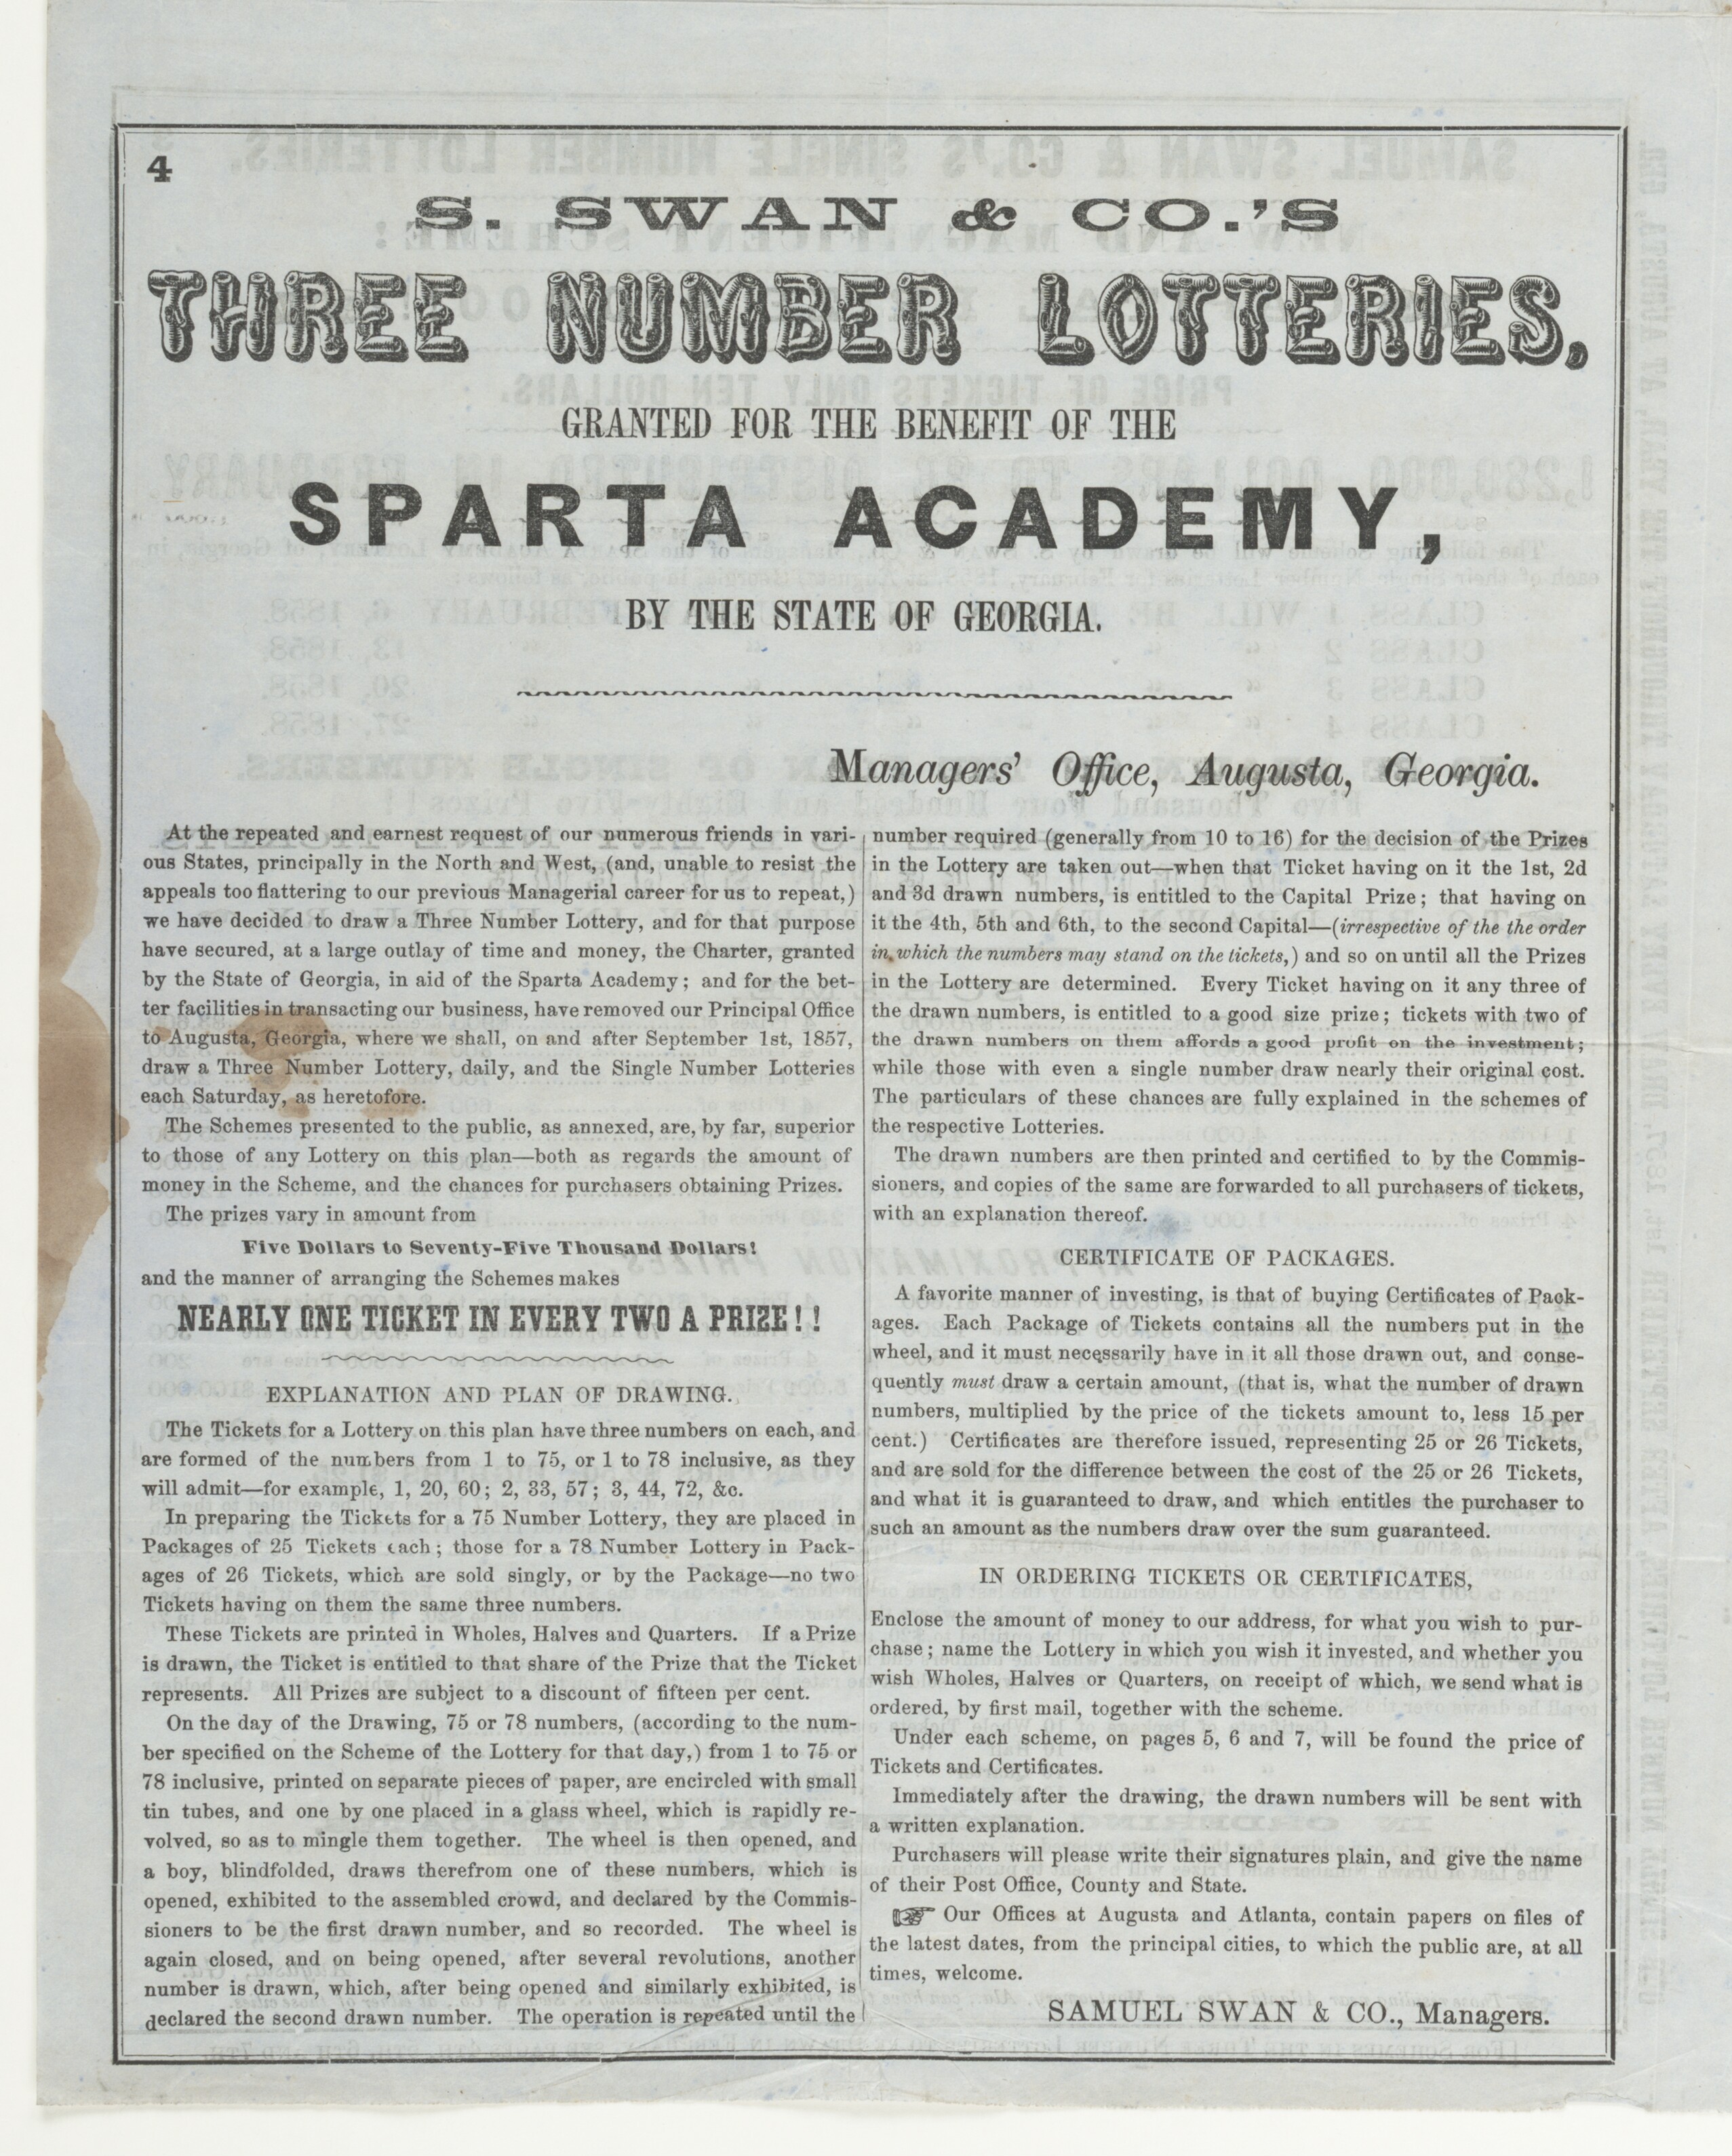 4
S. SWAN & CO.'S
THREE NUMBER LOTTERIES,
GRANTED FOR THE BENEFIT OF THE
SPARTA ACADEMY,
BY THE STATE OF GEORGIA.
Managers' Office, Augusta, Georgia.
At the repeated and earnest request of our numerous friends in vari-
ous States, principally in the North and West, (and, unable to resist the
appeals too flattering to our previous Managerial career for us to repeat,)
we have decided to draw a Three Number Lottery, and for that purpose
have secured, at a large outlay of time and money, the Charter, granted
by the State of Georgia, in aid of the Sparta Academy; and for the bet-
ter facilities in transacting our business, have removed our Principal Office
to Augusta, Georgia, where we shall, on and after September 1st, 1857,
draw a Three Number Lottery, daily, and the Single Number Lotteries
each Saturday, as heretofore.
The Schemes presented to the public, as annexed, are, by far, superior
to those of any Lottery on this plan—both as regards the amount of
money in the Scheme, and the chances for purchasers obtaining Prizes.
The prizes vary in amount from
Five Dollars to Seventy-Five Thousand Dollars!
and the manner of arranging the Schemes makes
NEARLY ONE TICKET IN EVERY TWO A PRIZE!!
EXPLANATION AND PLAN OF DRAWING.
The Tickets for a Lottery on this plan have three numbers on each, and
are formed of the numbers from 1 to 75, or 1 to 78 inclusive, as they
will admit—for example, 1, 20, 60; 2, 33, 57; 3, 44, 72, &c.
In preparing the Tickets for a 75 Number Lottery, they are placed in
Packages of 25 Tickets each; those for a 78 Number Lottery in Pack-
ages of 26 Tickets, which are sold singly, or by the Package—no two
Tickets having on them the same three numbers.
These Tickets are printed in Wholes, Halves and Quarters. If a Prize
is drawn, the Ticket is entitled to that share of the Prize that the Ticket
represents. All Prizes are subject to a discount of fifteen per cent.
On the day of the Drawing, 75 or 78 numbers, (according to the num-
ber specified on the Scheme of the Lottery for that day,) from 1 to 75 or
78 inclusive, printed on separate pieces of paper, are encircled with small
tin tubes, and one by one placed in a glass wheel, which is rapidly re-
volved, so as to mingle them together. The wheel is then opened, and
a boy, blindfolded, draws therefrom one of these numbers, which is
opened, exhibited to the assembled crowd, and declared by the Commis-
sioners to be the first drawn number, and so recorded. The wheel is
again closed, and on being opened, after several revolutions, another
number is drawn, which, after being opened and similarly exhibited, is
declared the second drawn number. The operation is repeated until the
number required (generally from 10 to 16) for the decision of the Prizes
in the Lottery are taken out—when that Ticket having on it the 1st, 2d
and 3d drawn numbers, is entitled to the Capital Prize; that having on
it the 4th, 5th and 6th, to the second Capital—(irrespective of the the order
in which the numbers may stand on the tickets,) and so on until all the Prizes
in the Lottery are determined. Every Ticket having on it any three of
the drawn numbers, is entitled to a good size prize; tickets with two of
the drawn numbers on them affords a good profit on the investment;
while those with even a single number draw nearly their original cost.
The particulars of these chances are fully explained in the schemes of
the respective Lotteries.
The drawn numbers are then printed and certified to by the Commis-
sioners, and copies of the same are forwarded to all purchasers of tickets,
with an explanation thereof.
CERTIFICATE OF PACKAGES.
A favorite manner of investing, is that of buying Certificates of Pack-
ages. Each Package of Tickets contains all the numbers put in the
wheel, and it must necessarily have in it all those drawn out, and conse-
quently must draw a certain amount, (that is, what the number of drawn
numbers, multiplied by the price of the tickets amount to, less 15 per
cent.) Certificates are therefore issued, representing 25 or 26 Tickets,
and are sold for the difference between the cost of the 25 or 26 Tickets,
and what it is guaranteed to draw, and which entitles the purchaser to
such an amount as the numbers draw over the sum guaranteed.
IN ORDERING TICKETS OR CERTIFICATES,
Enclose the amount of money to our address, for what you wish to pur-
chase; name the Lottery in which you wish it invested, and whether you
wish Wholes, Halves or Quarters, on receipt of which, we send what is
ordered, by first mail, together with the scheme.
Under each scheme, on pages 5, 6 and 7, will be found the price of
Tickets and Certificates.
Immediately after the drawing, the drawn numbers will be sent with
a written explanation.
Purchasers will please write their signatures plain, and give the name
of their Post Office, County and State.
☞ Our Offices at Augusta and Atlanta, contain papers on files of
the latest dates, from the principal cities, to which the public are, at all
times, welcome.
SAMUEL SWAN & CO., Managers.